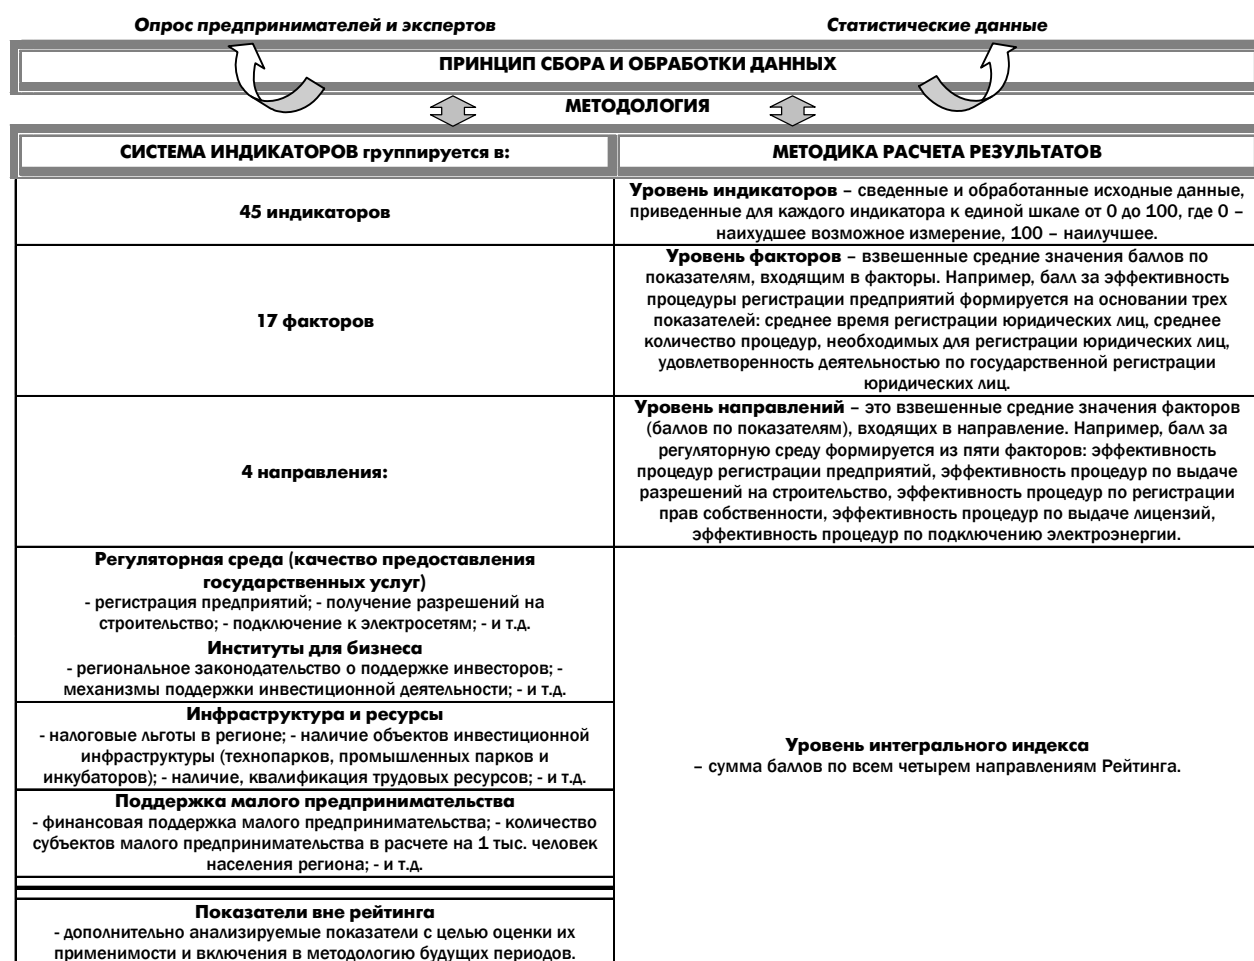 Опрос предпринимателей и экспертов
Статистические данные
ПРИНЦИП СБОРА И ОБРАБОТКИ ДАННЫХ
МЕТОДОЛОГИЯ
СИСТЕМА ИНДИКАТОРОВ группируется в:
МЕТОДИКА РАСЧЕТА РЕЗУЛЬТАТОВ
45 индикаторов
Уровень индикаторов – сведенные и обработанные исходные данные,
приведенные для каждого индикатора к единой шкале от 0 до 100, где 0 –
наихудшее возможное измерение, 100 – наилучшее.
17 факторов
Уровень факторов – взвешенные средние значения баллов по
показателям, входящим в факторы. Например, балл за эффективность
процедуры регистрации предприятий формируется на основании трех
показателей: среднее время регистрации юридических лиц, среднее
количество процедур, необходимых для регистрации юридических лиц,
удовлетворенность деятельностью по государственной регистрации
юридических лиц.
4 направления:
Уровень направлений – это взвешенные средние значения факторов
(баллов по показателям), входящих в направление. Например, балл за
регуляторную среду формируется из пяти факторов: эффективность
процедур регистрации предприятий, эффективность процедур по выдаче
разрешений на строительство, эффективность процедур по регистрации
прав собственности, эффективность процедур по выдаче лицензий,
эффективность процедур по подключению электроэнергии.
Регуляторная среда (качество предоставления
государственных услуг)
- регистрация предприятий; - получение разрешений на
строительство; - подключение к электросетям; - и т.д.
Институты для бизнеса
- региональное законодательство о поддержке инвесторов; -
механизмы поддержки инвестиционной деятельности; - и т.д.
Инфраструктура и ресурсы
- налоговые льготы в регионе; - наличие объектов инвестиционной
инфраструктуры (технопарков, промышленных парков и
инкубаторов); - наличие, квалификация трудовых ресурсов; - и т.д.
Поддержка малого предпринимательства
- финансовая поддержка малого предпринимательства; - количество
субъектов малого предпринимательства в расчете на 1 тыс. человек
населения региона; - и т.д.
Уровень интегрального индекса
– сумма баллов по всем четырем направлениям Рейтинга.
Показатели вне рейтинга
- дополнительно анализируемые показатели с целью оценки их
применимости и включения в методологию будущих периодов.